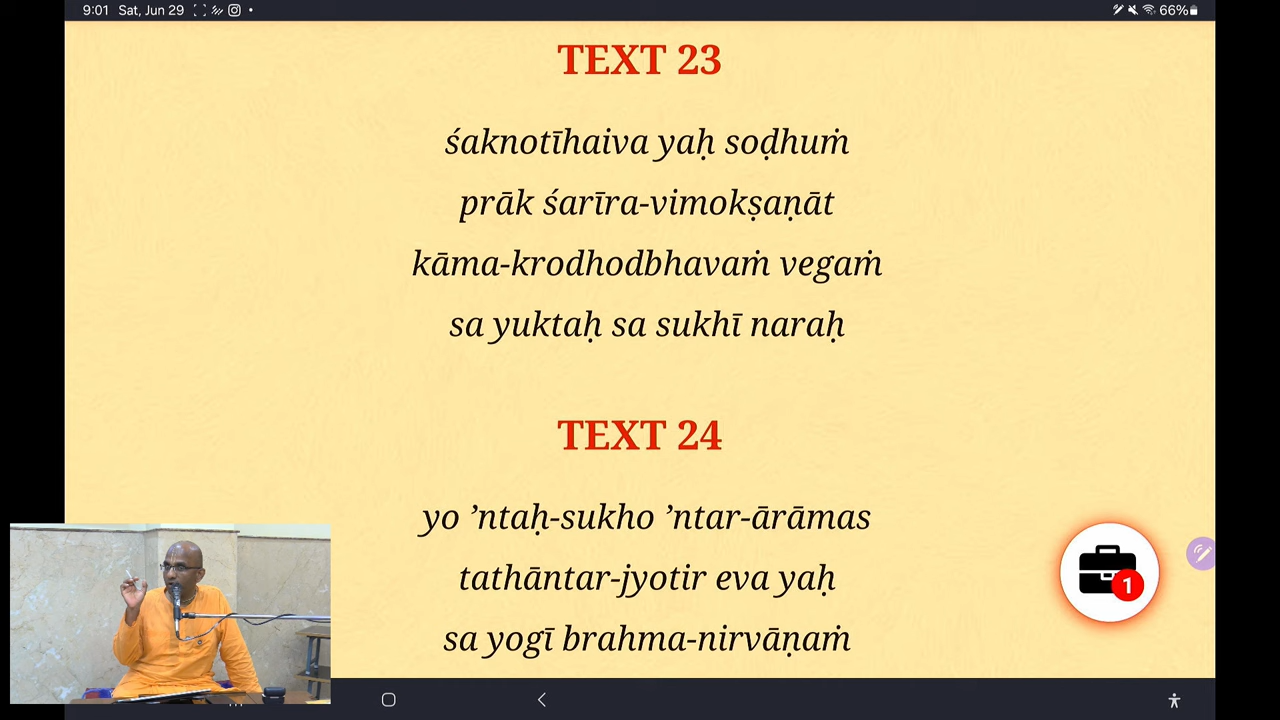 9:01 Sat, Jun 29
66%
TEXT 23
śaknotīhaiva yaḥ soḍhuṁ
prāk śarīra-vimokṣaṇāt
kāma-krodhodbhavaṁ vegaṁ
sa yuktaḥ sa sukhī naraḥ
TEXT 24
yo ’ntaḥ-sukho ’ntar-ārāmas
tathāntar-jyotir eva yaḥ
sa yogī brahma-nirvāṇaṁ
1